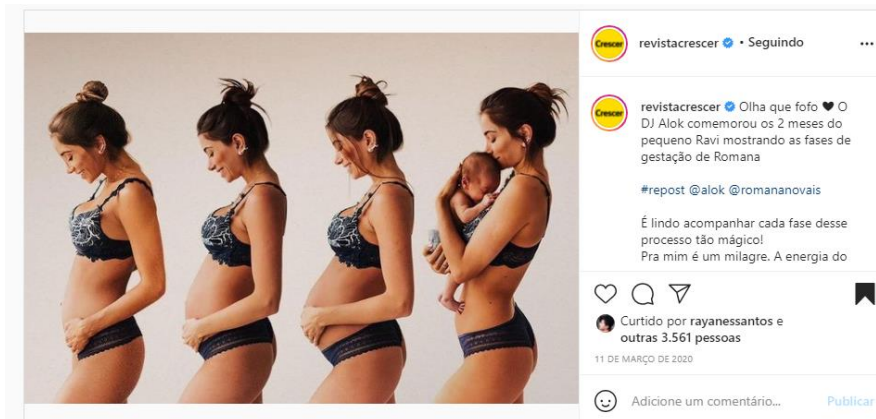 Crescer
revistacrescer • Seguindo
Crescer
revistacrescer Olha que fofo 🖤 O
DJ Alok comemorou os 2 meses do
pequeno Ravi mostrando as fases de
gestação de Romana
#repost @alok @romananovais
É lindo acompanhar cada fase desse
processo tão mágico!
Pra mim é um milagre. A energia do
Curtido por rayanessantos e
outras 3.561 pessoas
11 DE MARÇO DE 2020
Adicione um comentário... Publicar